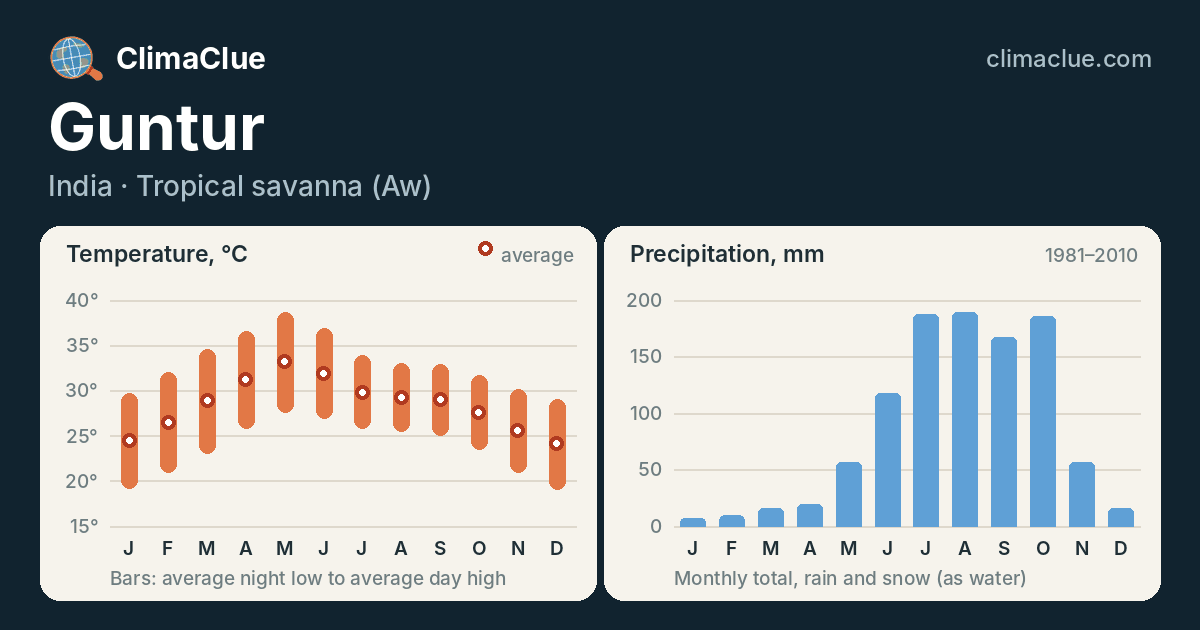 ClimaClue
climaclue.com
Guntur
India · Tropical savanna (Aw)
Temperature, °C
average
40°
35°
30°
25°
20°
15°
J F M A M J J A S O N D
Bars: average night low to average day high
Precipitation, mm
1981–2010
200
150
100
50
0
J F M A M J J A S O N D
Monthly total, rain and snow (as water)